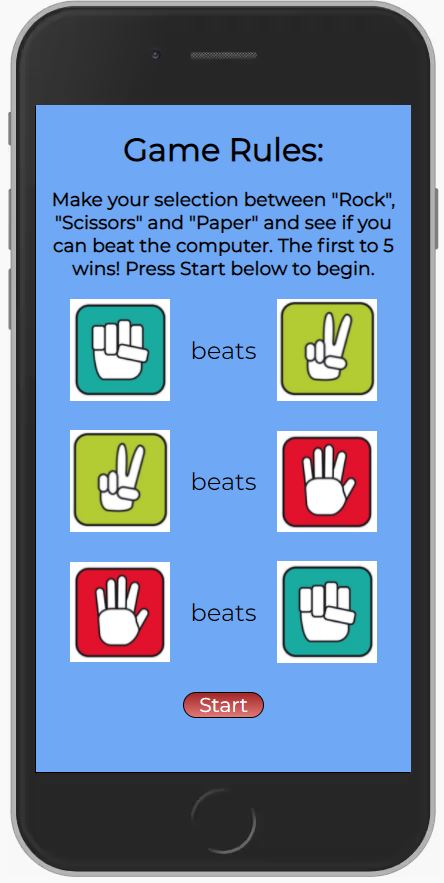 Game Rules:
Make your selection between "Rock",
"Scissors" and "Paper" and see if you
can beat the computer. The first to 5
wins! Press Start below to begin.
beats
beats
beats
Start